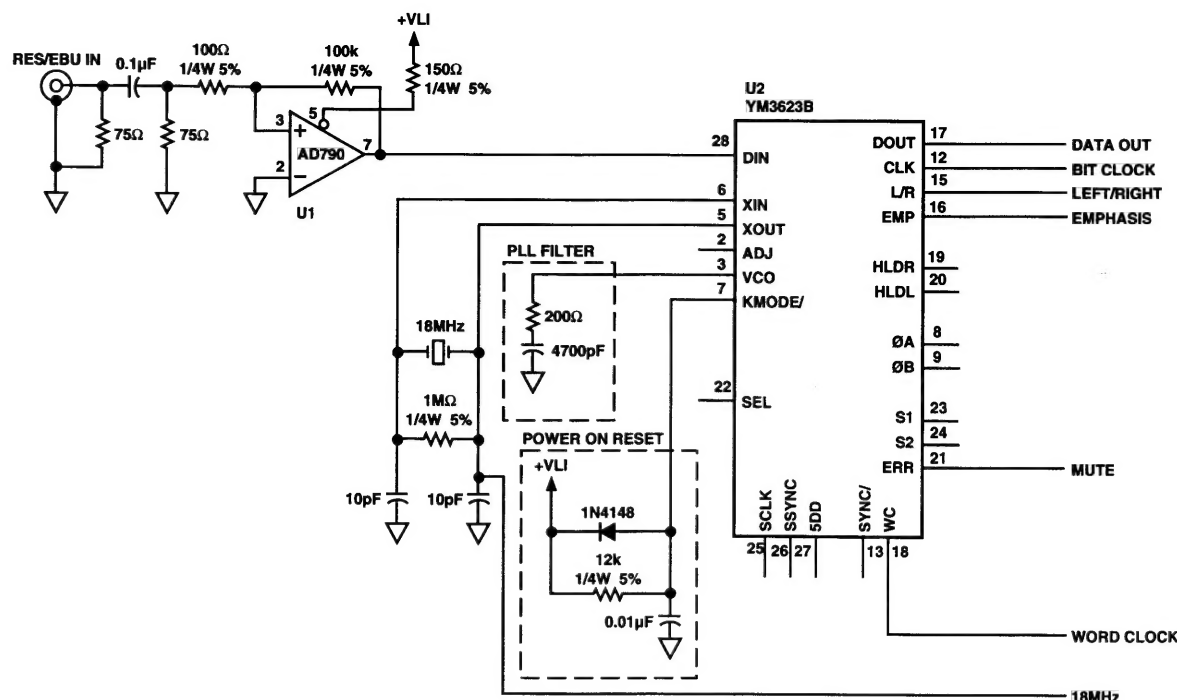 +VLI
RES/EBU IN
0.1µF
100Ω
1/4W 5%
100k
1/4W 5%
150Ω
1/4W 5%
75Ω
75Ω
3
+
5
AD790
7
2
−
U1
U2
YM3623B
28
DIN
6
XIN
5
XOUT
2
ADJ
3
VCO
7
KMODE/
22
SEL
DOUT
17
DATA OUT
CLK
12
BIT CLOCK
L/R
15
LEFT/RIGHT
EMP
16
EMPHASIS
HLDR
19
HLDL
20
ØA
8
ØB
9
S1
23
S2
24
ERR
21
MUTE
SCLK
SSYNC
5DD
SYNC/
WC
25
26
27
13
18
PLL FILTER
200Ω
4700pF
18MHz
1MΩ
1/4W 5%
10pF
10pF
POWER ON RESET
+VLI
1N4148
12k
1/4W 5%
0.01µF
WORD CLOCK
18MHz